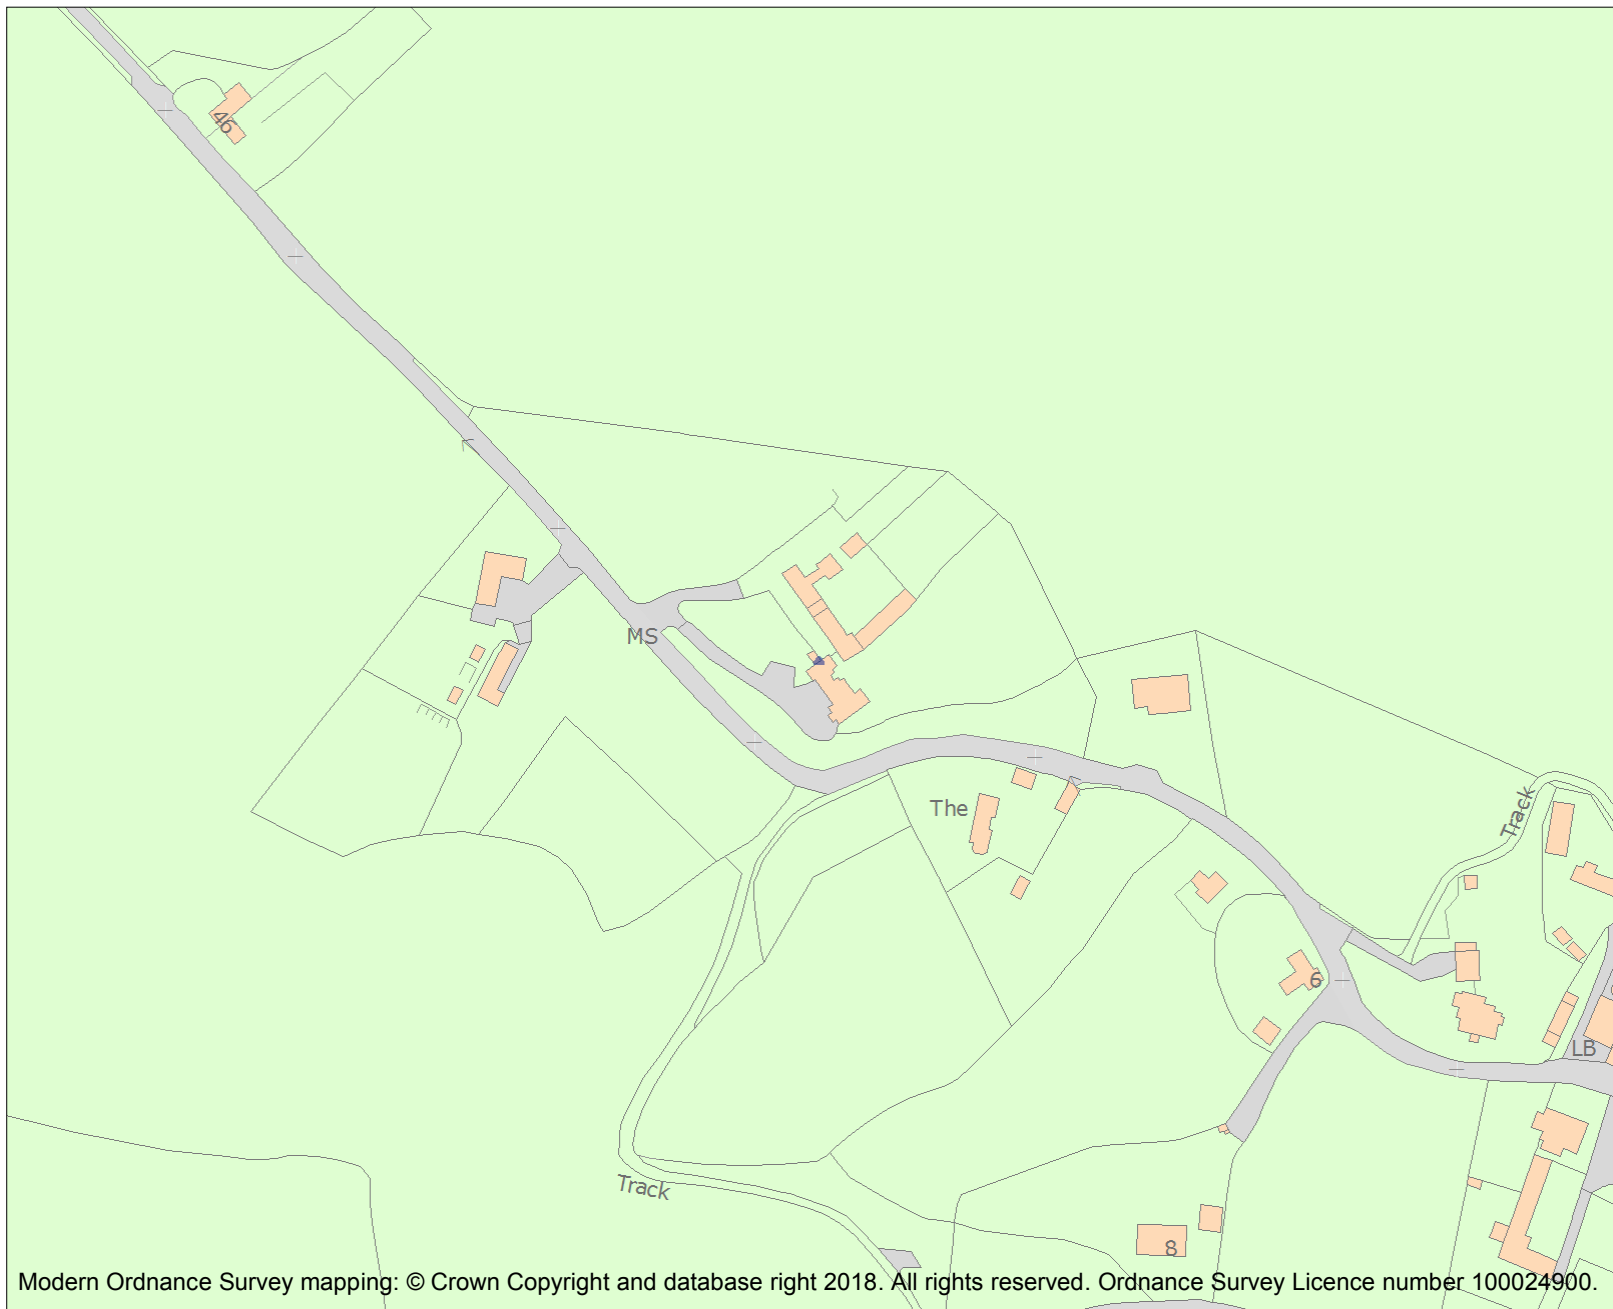 46
MS
The
Track
6
LB
Track
8
Modern Ordnance Survey mapping: © Crown Copyright and database right 2018. All rights reserved. Ordnance Survey Licence number 100024900.